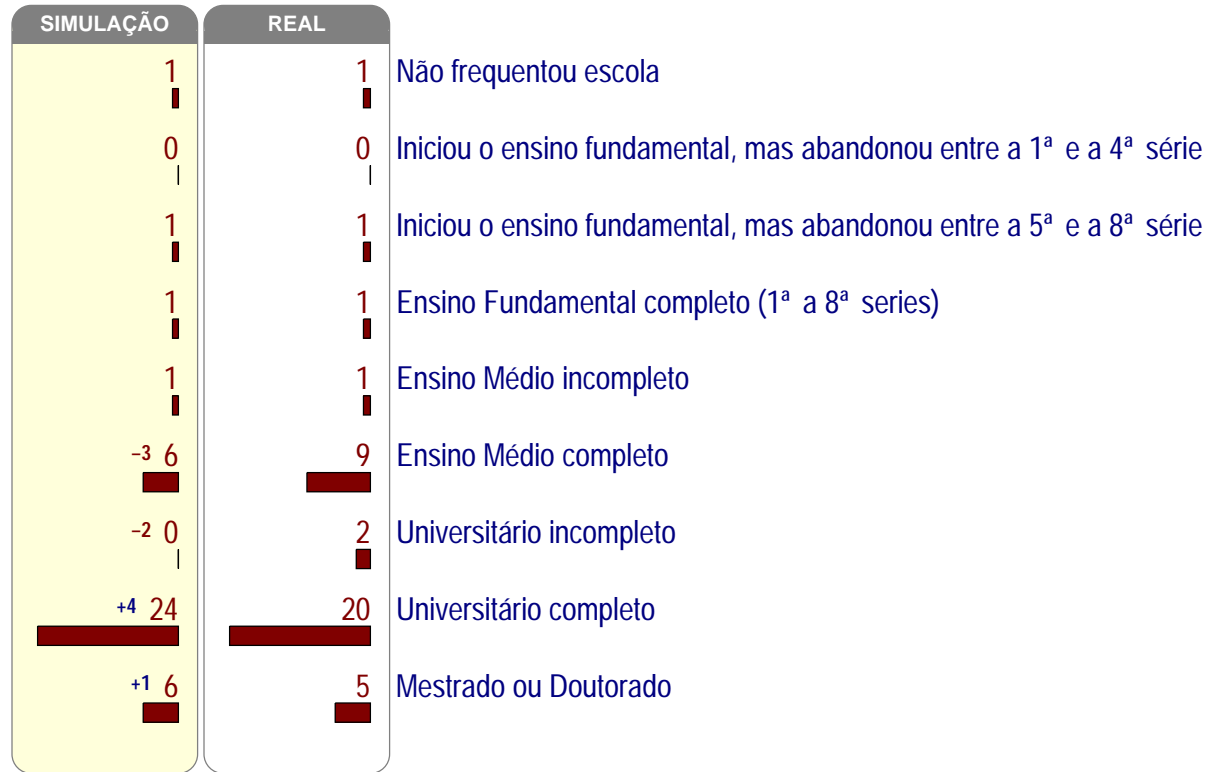 SIMULAÇÃO REAL
1 1 Não frequentou escola
0 0 Iniciou o ensino fundamental, mas abandonou entre a 1ª e a 4ª série
1 1 Iniciou o ensino fundamental, mas abandonou entre a 5ª e a 8ª série
1 1 Ensino Fundamental completo (1ª a 8ª series)
1 1 Ensino Médio incompleto
−3 6 9 Ensino Médio completo
−2 0 2 Universitário incompleto
+4 24 20 Universitário completo
+1 6 5 Mestrado ou Doutorado